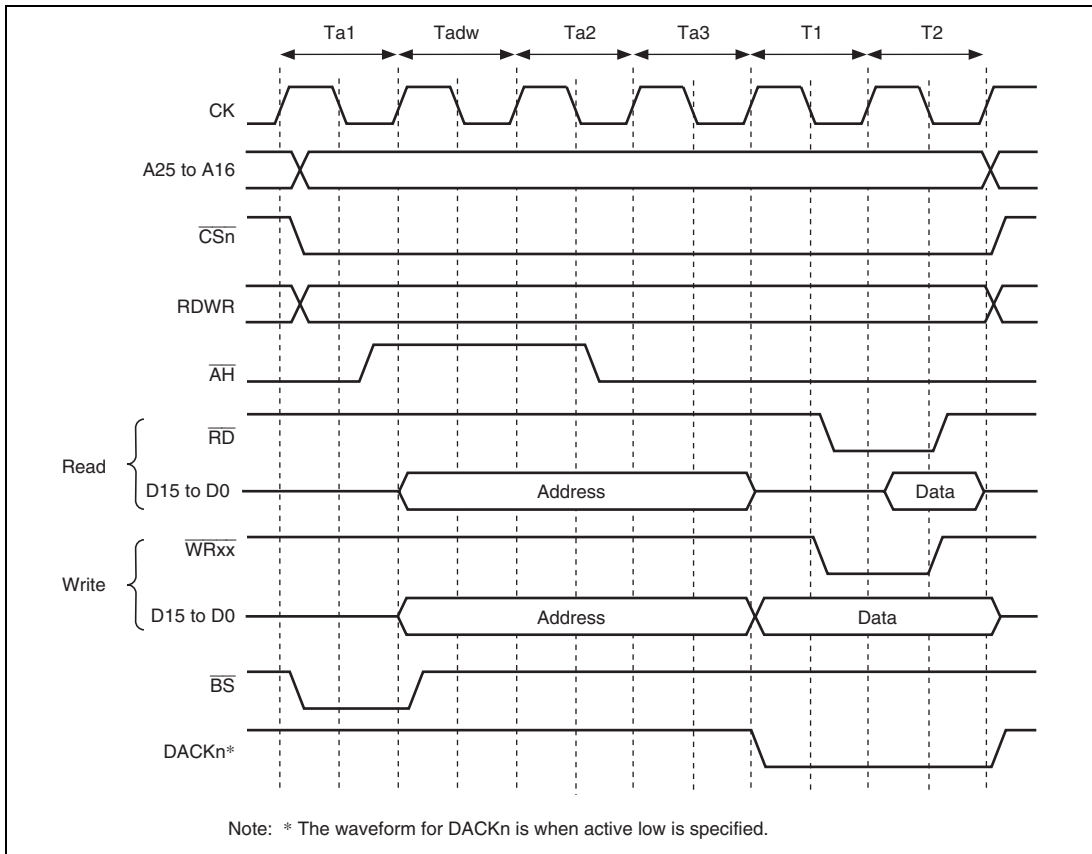 Ta1 Tadw Ta2 Ta3 T1 T2
CK
A25 to A16
CSn
RDWR
AH
RD
Read
D15 to D0 Address Data
WRxx
Write
D15 to D0 Address Data
BS
DACKn*
Note: * The waveform for DACKn is when active low is specified.